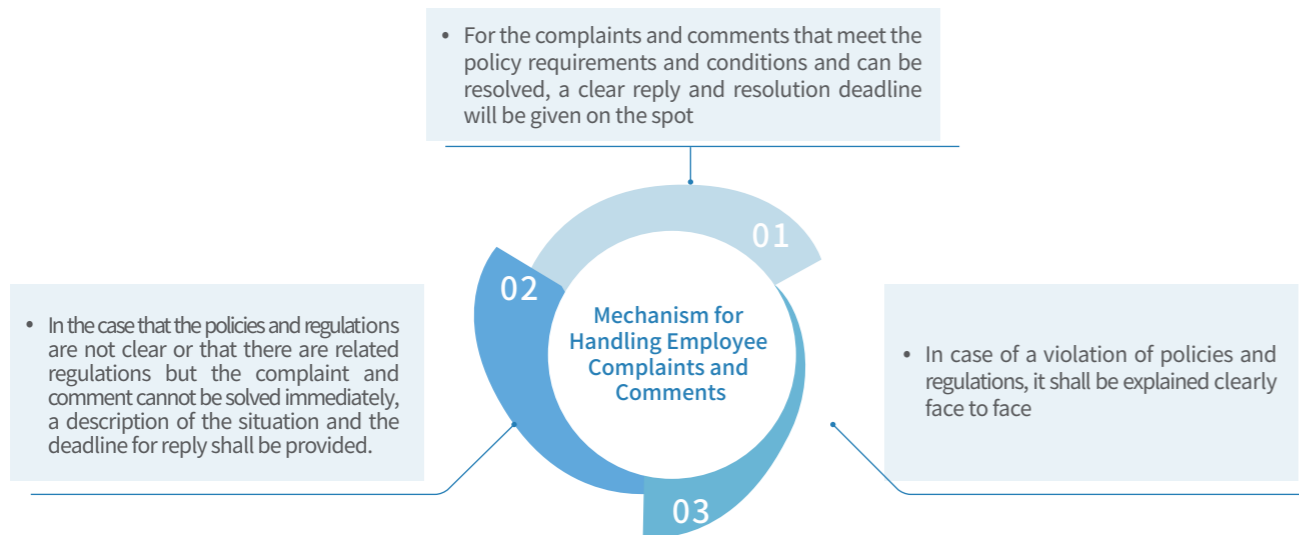 • For the complaints and comments that meet the
policy requirements and conditions and can be
resolved, a clear reply and resolution deadline
will be given on the spot
01
02
Mechanism for
Handling Employee
Complaints and
Comments
• In the case that the policies and regulations
are not clear or that there are related
regulations but the complaint and
comment cannot be solved immediately,
a description of the situation and the
deadline for reply shall be provided.
• In case of a violation of policies and
regulations, it shall be explained clearly
face to face
03